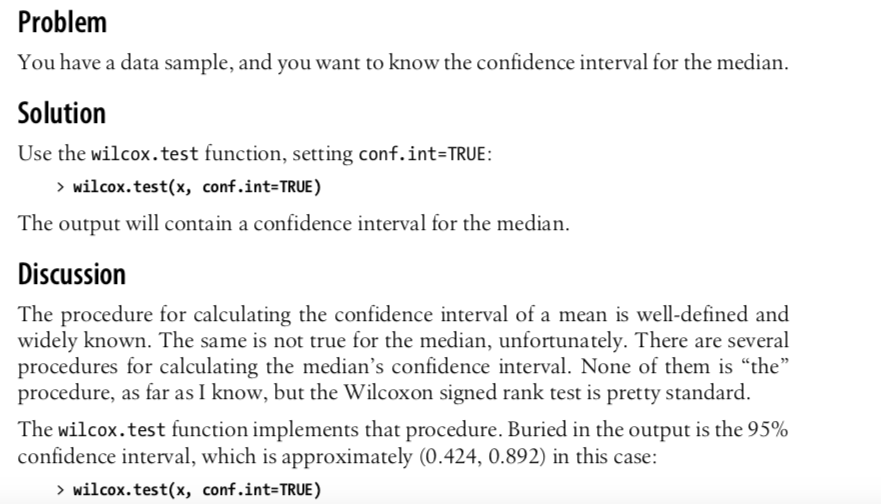 Problem
You have a data sample, and you want to know the confidence interval for the median.
Solution
Use the wilcox.test function, setting conf.int=TRUE:
> wilcox.test(x, conf.int=TRUE)
The output will contain a confidence interval for the median.
Discussion
The procedure for calculating the confidence interval of a mean is well-defined and
widely known. The same is not true for the median, unfortunately. There are several
procedures for calculating the median’s confidence interval. None of them is “the”
procedure, as far as I know, but the Wilcoxon signed rank test is pretty standard.
The wilcox.test function implements that procedure. Buried in the output is the 95%
confidence interval, which is approximately (0.424, 0.892) in this case:
> wilcox.test(x, conf.int=TRUE)